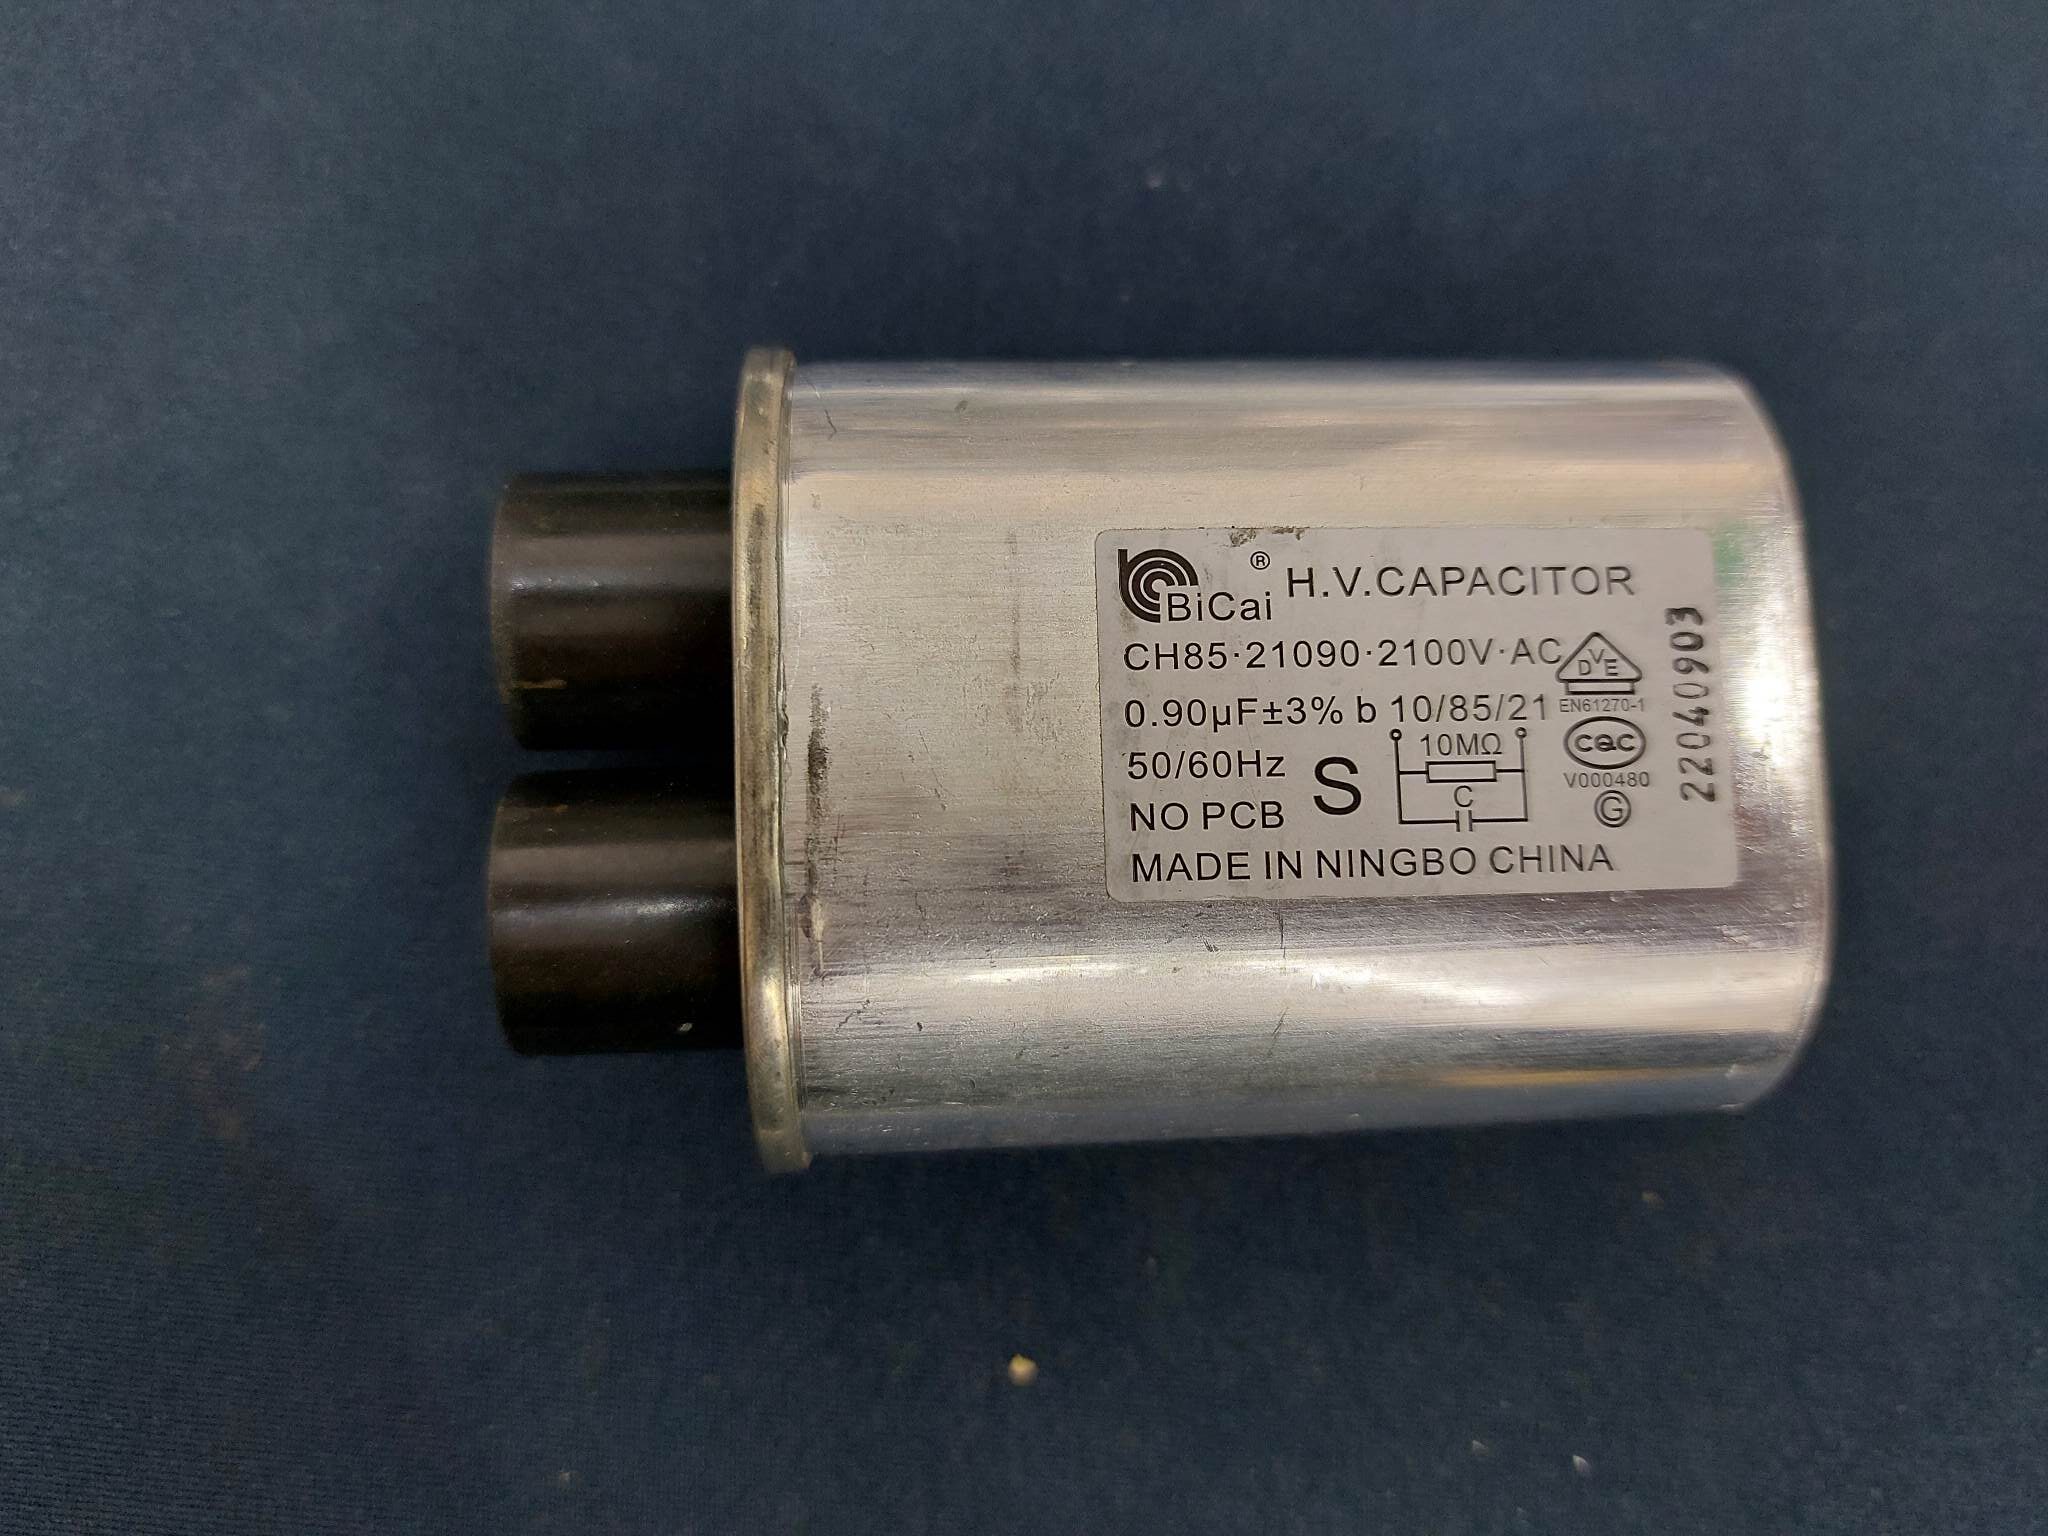 BiCai ® H.V.CAPACITOR
CH85·21090·2100V·AC
DVE
0.90μF±3% b 10/85/21
EN61270-1
50/60Hz
S
10MΩ
C
cqc
V000480
G
NO PCB
MADE IN NINGBO CHINA
22040903